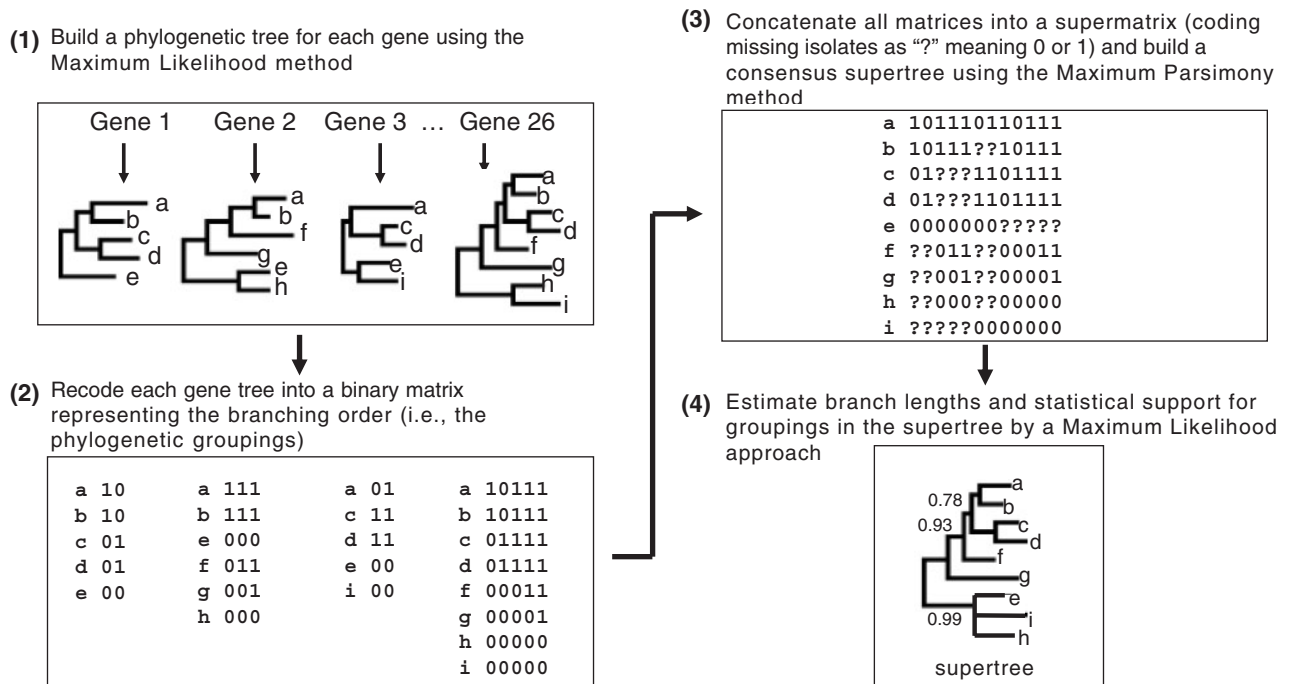 (1) Build a phylogenetic tree for each gene using the
Maximum Likelihood method
Gene 1 Gene 2 Gene 3 … Gene 26
a
b
c
d
e
a
b
f
g
e
h
a
c
d
e
i
a
b
c
d
f
g
h
i
(2) Recode each gene tree into a binary matrix
representing the branching order (i.e., the
phylogenetic groupings)
a 10
b 10
c 01
d 01
e 00
a 111
b 111
e 000
f 011
g 001
h 000
a 01
c 11
d 11
e 00
i 00
a 10111
b 10111
c 01111
d 01111
f 00011
g 00001
h 00000
i 00000
(3) Concatenate all matrices into a supermatrix (coding
missing isolates as “?” meaning 0 or 1) and build a
consensus supertree using the Maximum Parsimony
method
a 101110110111
b 10111??10111
c 01???1101111
d 01???1101111
e 0000000?????
f ??011??00011
g ??001??00001
h ??000??00000
i ?????0000000
(4) Estimate branch lengths and statistical support for
groupings in the supertree by a Maximum Likelihood
approach
a
0.78
b
0.93
c
d
f
g
e
0.99
i
h
supertree